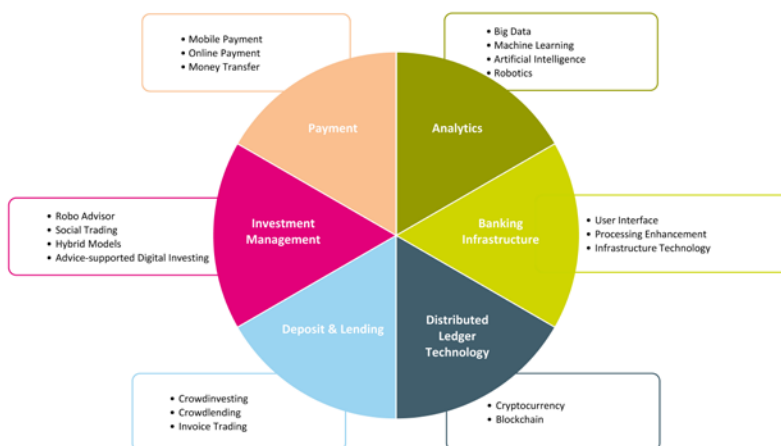 • Mobile Payment
• Online Payment
• Money Transfer
• Big Data
• Machine Learning
• Artificial Intelligence
• Robotics
Payment
Analytics
• Robo Advisor
• Social Trading
• Hybrid Models
• Advice-supported Digital Investing
Investment
Management
Banking
Infrastructure
• User Interface
• Processing Enhancement
• Infrastructure Technology
Deposit & Lending
Distributed
Ledger
Technology
• Crowdinvesting
• Crowdlending
• Invoice Trading
• Cryptocurrency
• Blockchain